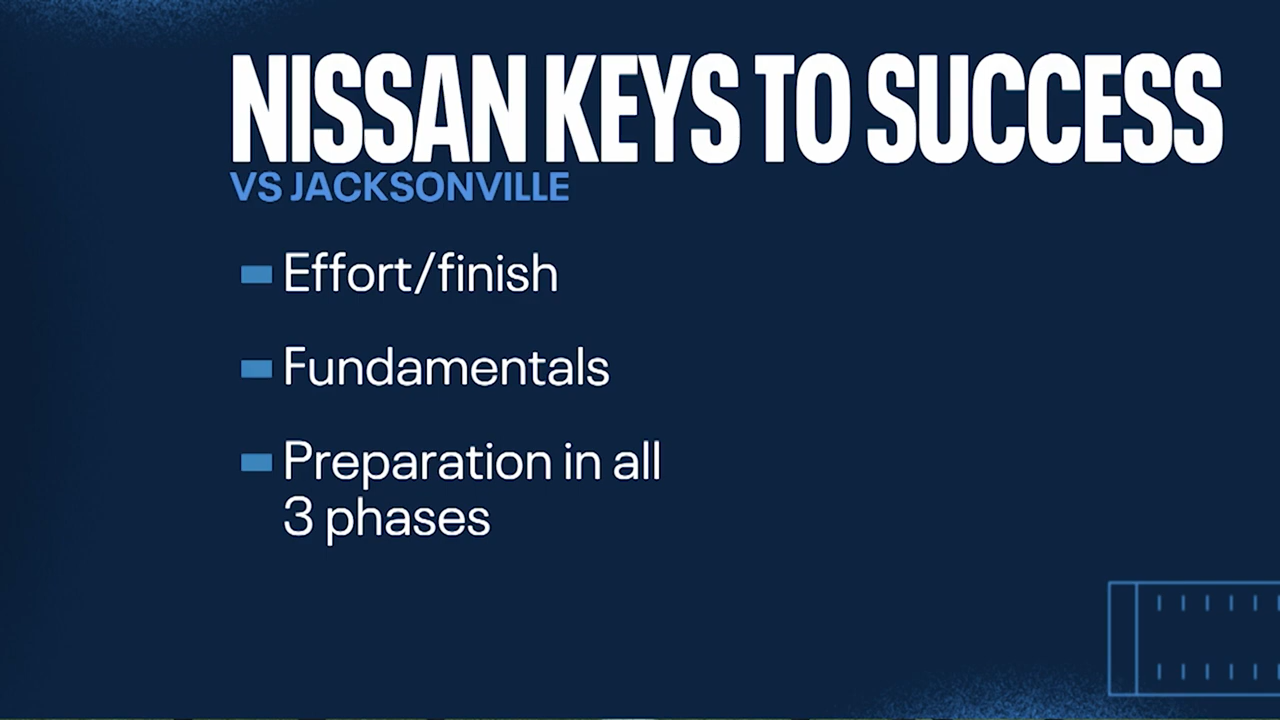 NISSAN KEYS TO SUCCESS
VS JACKSONVILLE
Effort/finish
Fundamentals
Preparation in all
3 phases